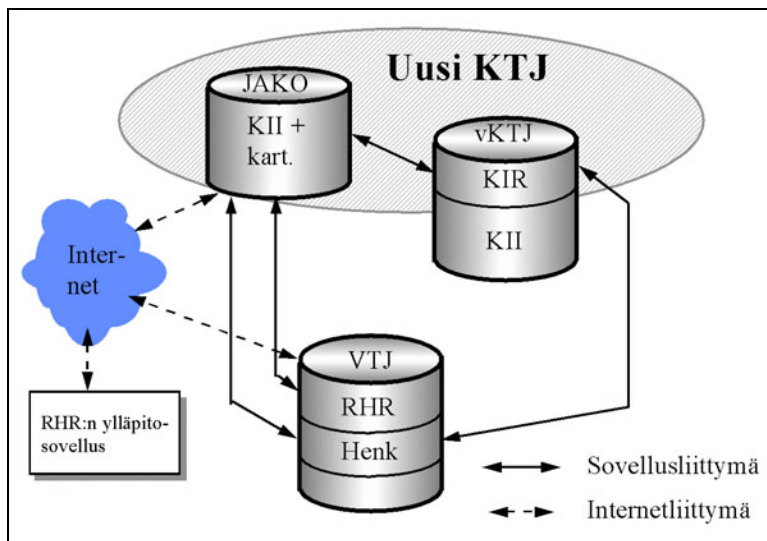 Uusi KTJ
JAKO
KII +
kart.
vKTJ
KIR
KII
Inter-
net
VTJ
RHR
Henk
RHR:n ylläpito-
sovellus
Sovellusliittymä
Internetliittymä